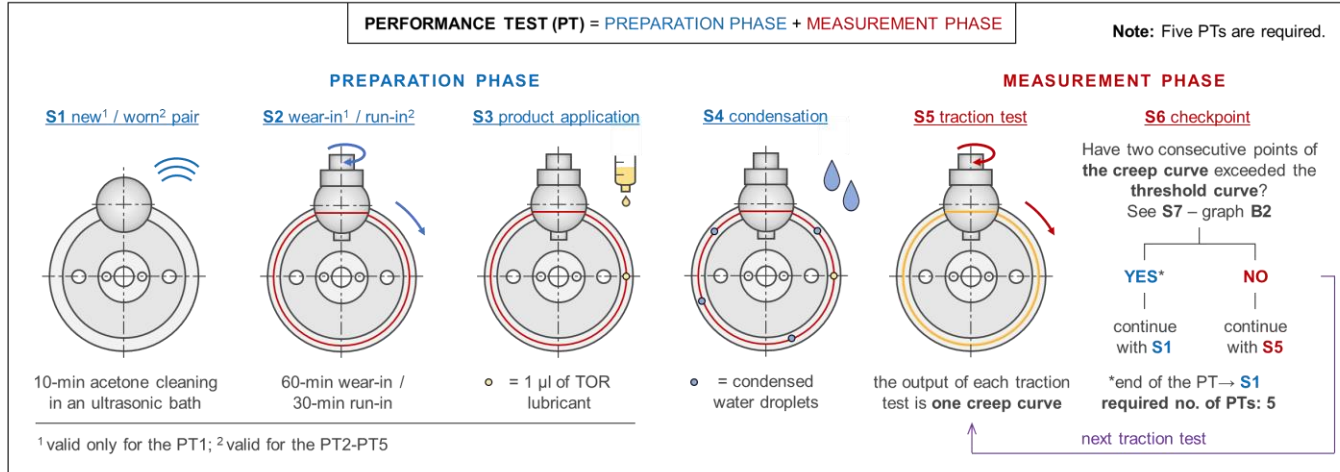 PERFORMANCE TEST (PT) = PREPARATION PHASE + MEASUREMENT PHASE
Note: Five PTs are required.
PREPARATION PHASE
MEASUREMENT PHASE
S1 new¹ / worn² pair
S2 wear-in¹ / run-in²
S3 product application
S4 condensation
S5 traction test
S6 checkpoint
Have two consecutive points of
the creep curve exceeded the
threshold curve?
See S7 – graph B2
YES*
NO
continue
with S1
continue
with S5
10-min acetone cleaning
in an ultrasonic bath
60-min wear-in /
30-min run-in
= 1 µl of TOR
lubricant
= condensed
water droplets
the output of each traction
test is one creep curve
*end of the PT→ S1
required no. of PTs: 5
next traction test
¹ valid only for the PT1; ² valid for the PT2-PT5